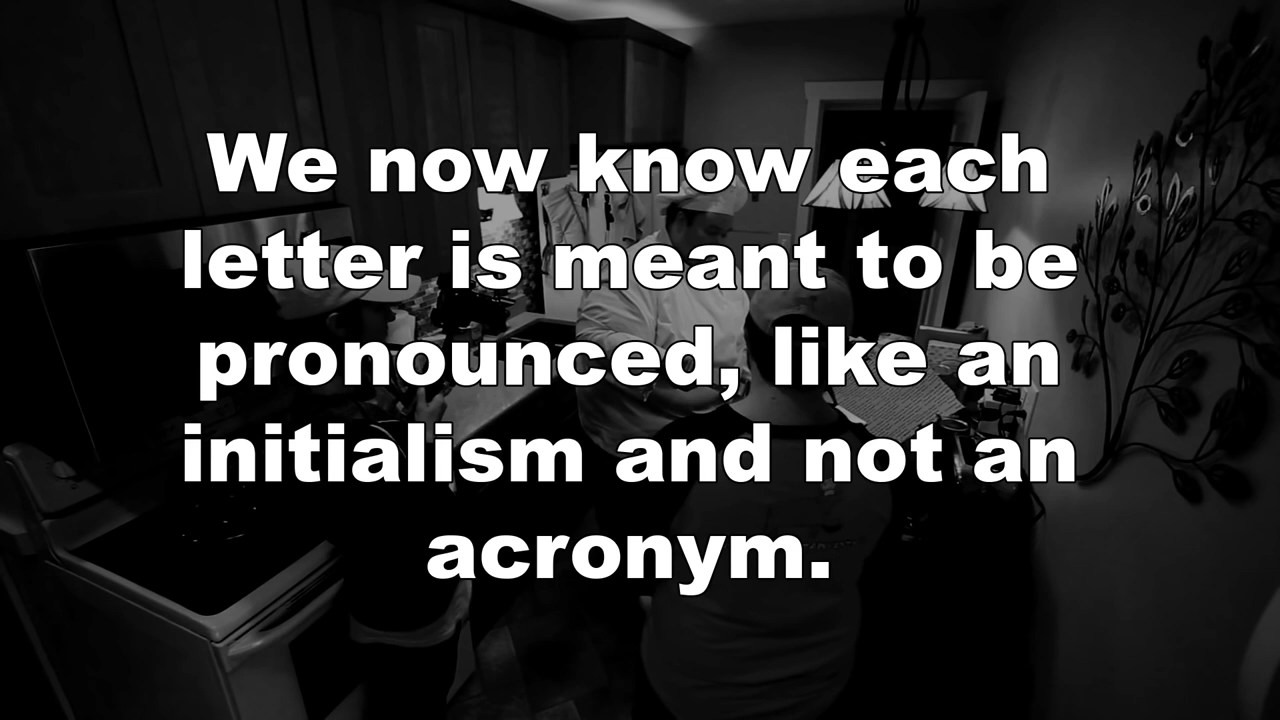 We now know each
letter is meant to be
pronounced, like an
initialism and not an
acronym.